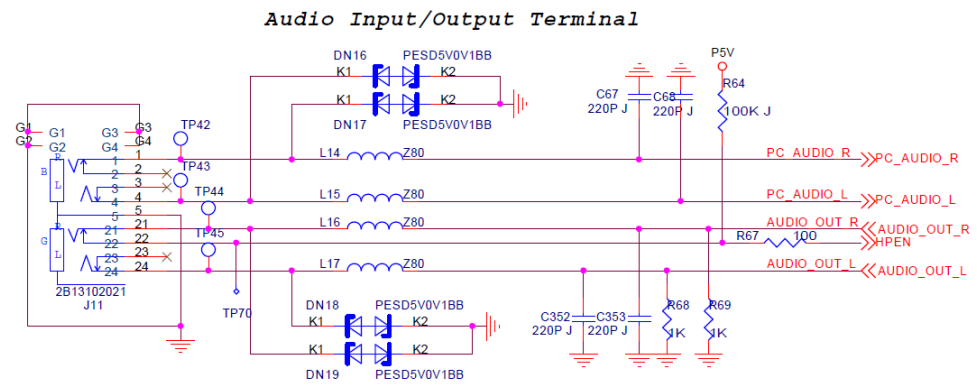 Audio Input/Output Terminal
DN16 PESD5V0V1BB
K1 K2
K1 K2
DN17 PESD5V0V1BB
P5V
R64
100K J
C67
220P J
C68
220P J
G1 G1 G3 G3
G2 G2 G4 G4
TP42
R
B
L
1 1
2 2
3 3
4 4
5 5
TP43
TP44
L14 Z80
PC_AUDIO_R PC_AUDIO_R
L15 Z80
PC_AUDIO_L PC_AUDIO_L
L16 Z80
AUDIO_OUT_R AUDIO_OUT_R
R
G
L
21 21
22 22
23 23
24 24
TP45
R67 100 HPEN
L17 Z80
AUDIO_OUT_L AUDIO_OUT_L
2B13102021
J11
TP70
DN18 PESD5V0V1BB
K1 K2
K1 K2
DN19 PESD5V0V1BB
C352
220P J
C353
220P J
R68
1K
R69
1K